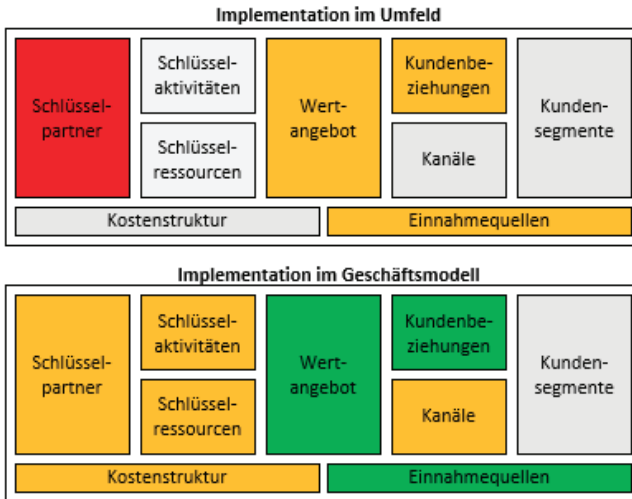 Implementation im Umfeld
Schlüssel-
partner
Schlüssel-
aktivitäten
Schlüssel-
ressourcen
Wert-
angebot
Kundenbe-
ziehungen
Kanäle
Kunden-
segmente
Kostenstruktur
Einnahmequellen
Implementation im Geschäftsmodell
Schlüssel-
partner
Schlüssel-
aktivitäten
Schlüssel-
ressourcen
Wert-
angebot
Kundenbe-
ziehungen
Kanäle
Kunden-
segmente
Kostenstruktur
Einnahmequellen